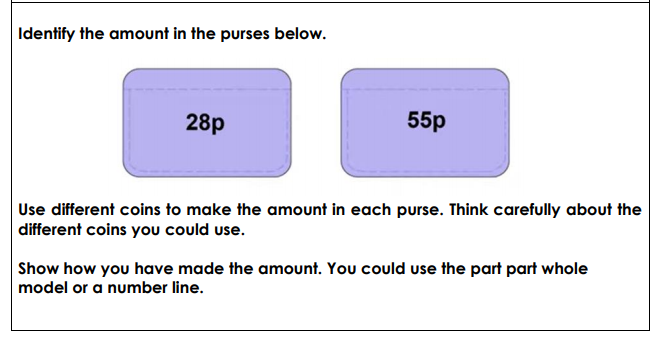 Identify the amount in the purses below.
28p 55p
Use different coins to make the amount in each purse. Think carefully about the
different coins you could use.
Show how you have made the amount. You could use the part part whole
model or a number line.